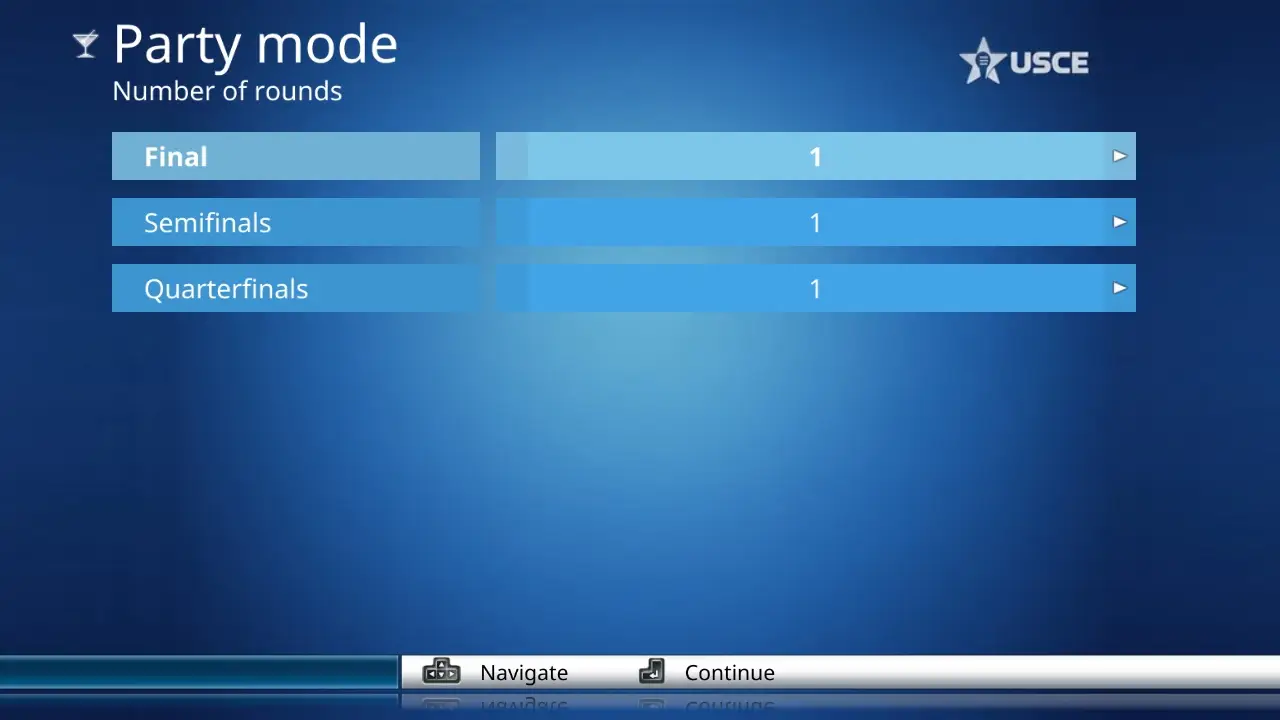 Party mode
Number of rounds
USCE
Final 1
Semifinals 1
Quarterfinals 1
Navigate Continue